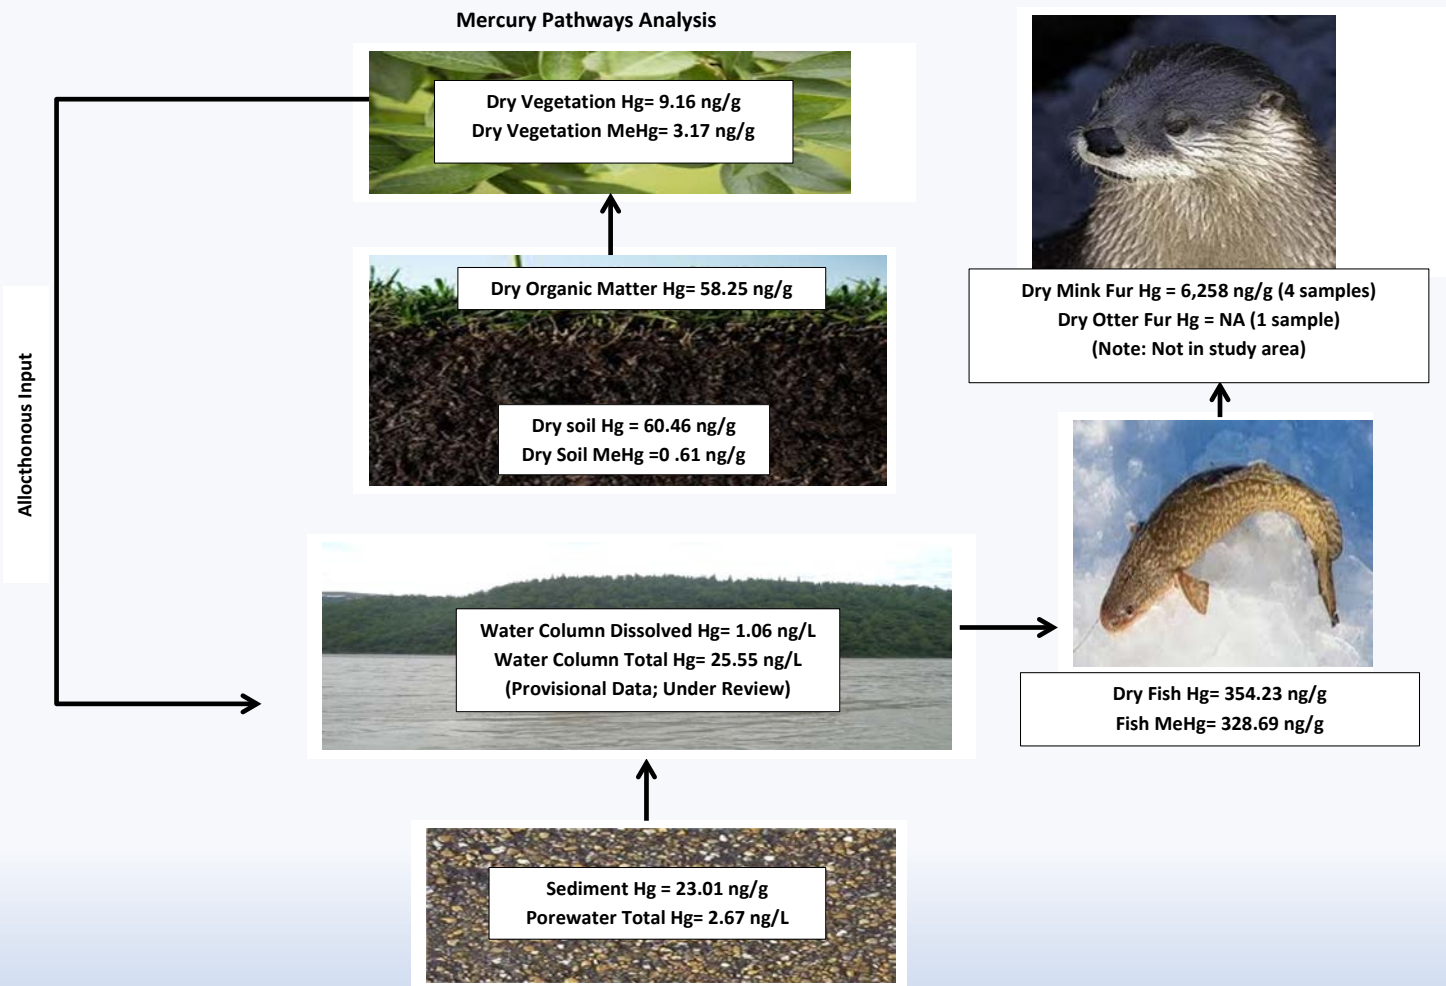 Mercury Pathways Analysis
Dry Vegetation Hg= 9.16 ng/g
Dry Vegetation MeHg= 3.17 ng/g
Dry Organic Matter Hg= 58.25 ng/g
Dry soil Hg = 60.46 ng/g
Dry Soil MeHg =0 .61 ng/g
Allocthonous Input
Water Column Dissolved Hg= 1.06 ng/L
Water Column Total Hg= 25.55 ng/L
(Provisional Data; Under Review)
Sediment Hg = 23.01 ng/g
Porewater Total Hg= 2.67 ng/L
Dry Mink Fur Hg = 6,258 ng/g (4 samples)
Dry Otter Fur Hg = NA (1 sample)
(Note: Not in study area)
Dry Fish Hg= 354.23 ng/g
Fish MeHg= 328.69 ng/g